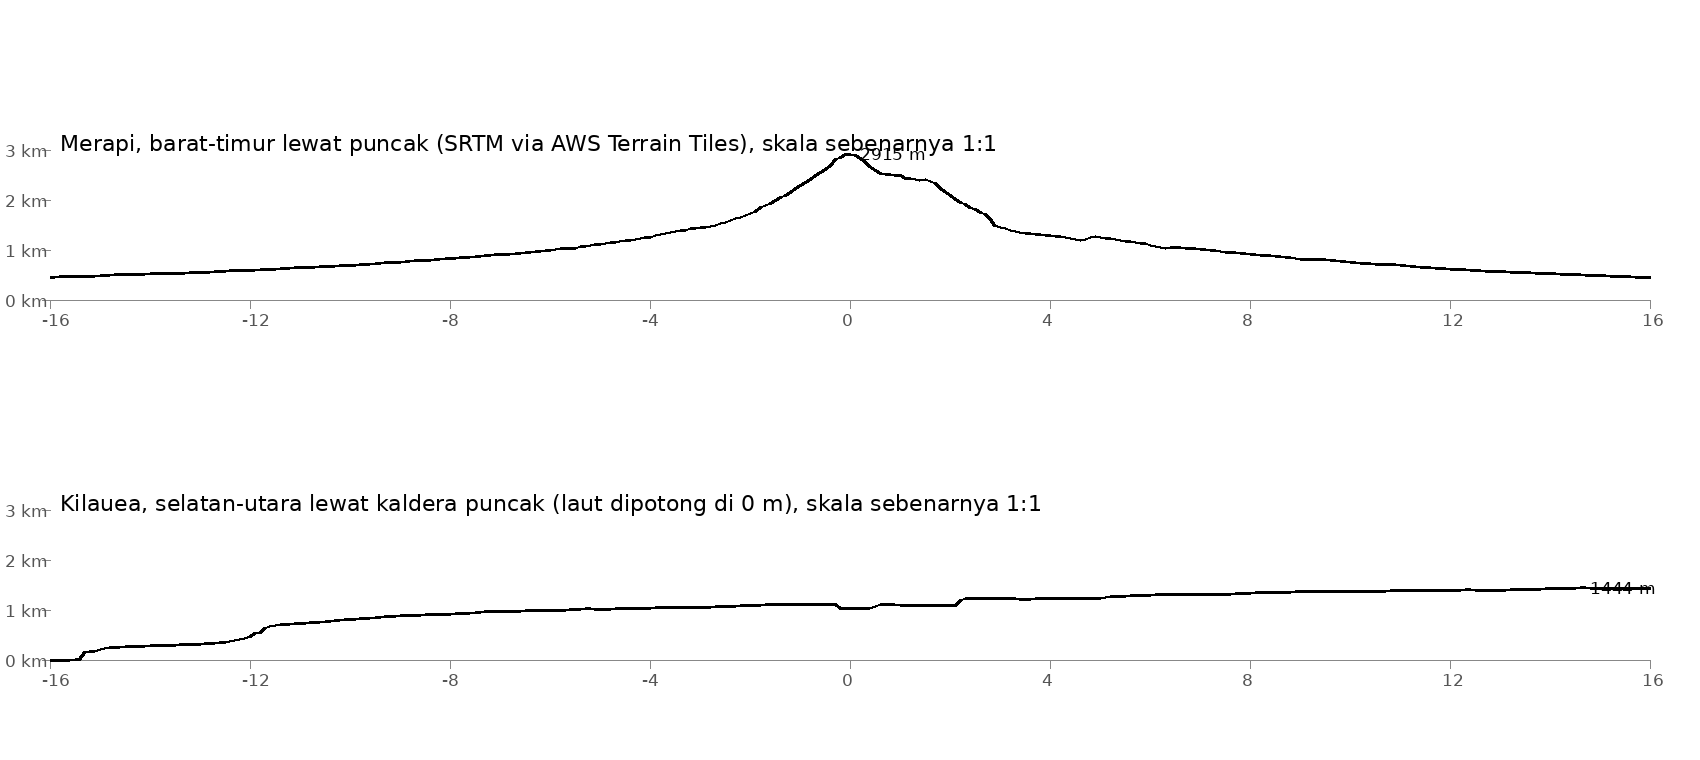 Merapi, barat-timur lewat puncak (SRTM via AWS Terrain Tiles), skala sebenarnya 1:1
3 km
2915 m
2 km
1 km
0 km
-16 -12 -8 -4 0 4 8 12 16
Kilauea, selatan-utara lewat kaldera puncak (laut dipotong di 0 m), skala sebenarnya 1:1
3 km
2 km
1444 m
1 km
0 km
-16 -12 -8 -4 0 4 8 12 16